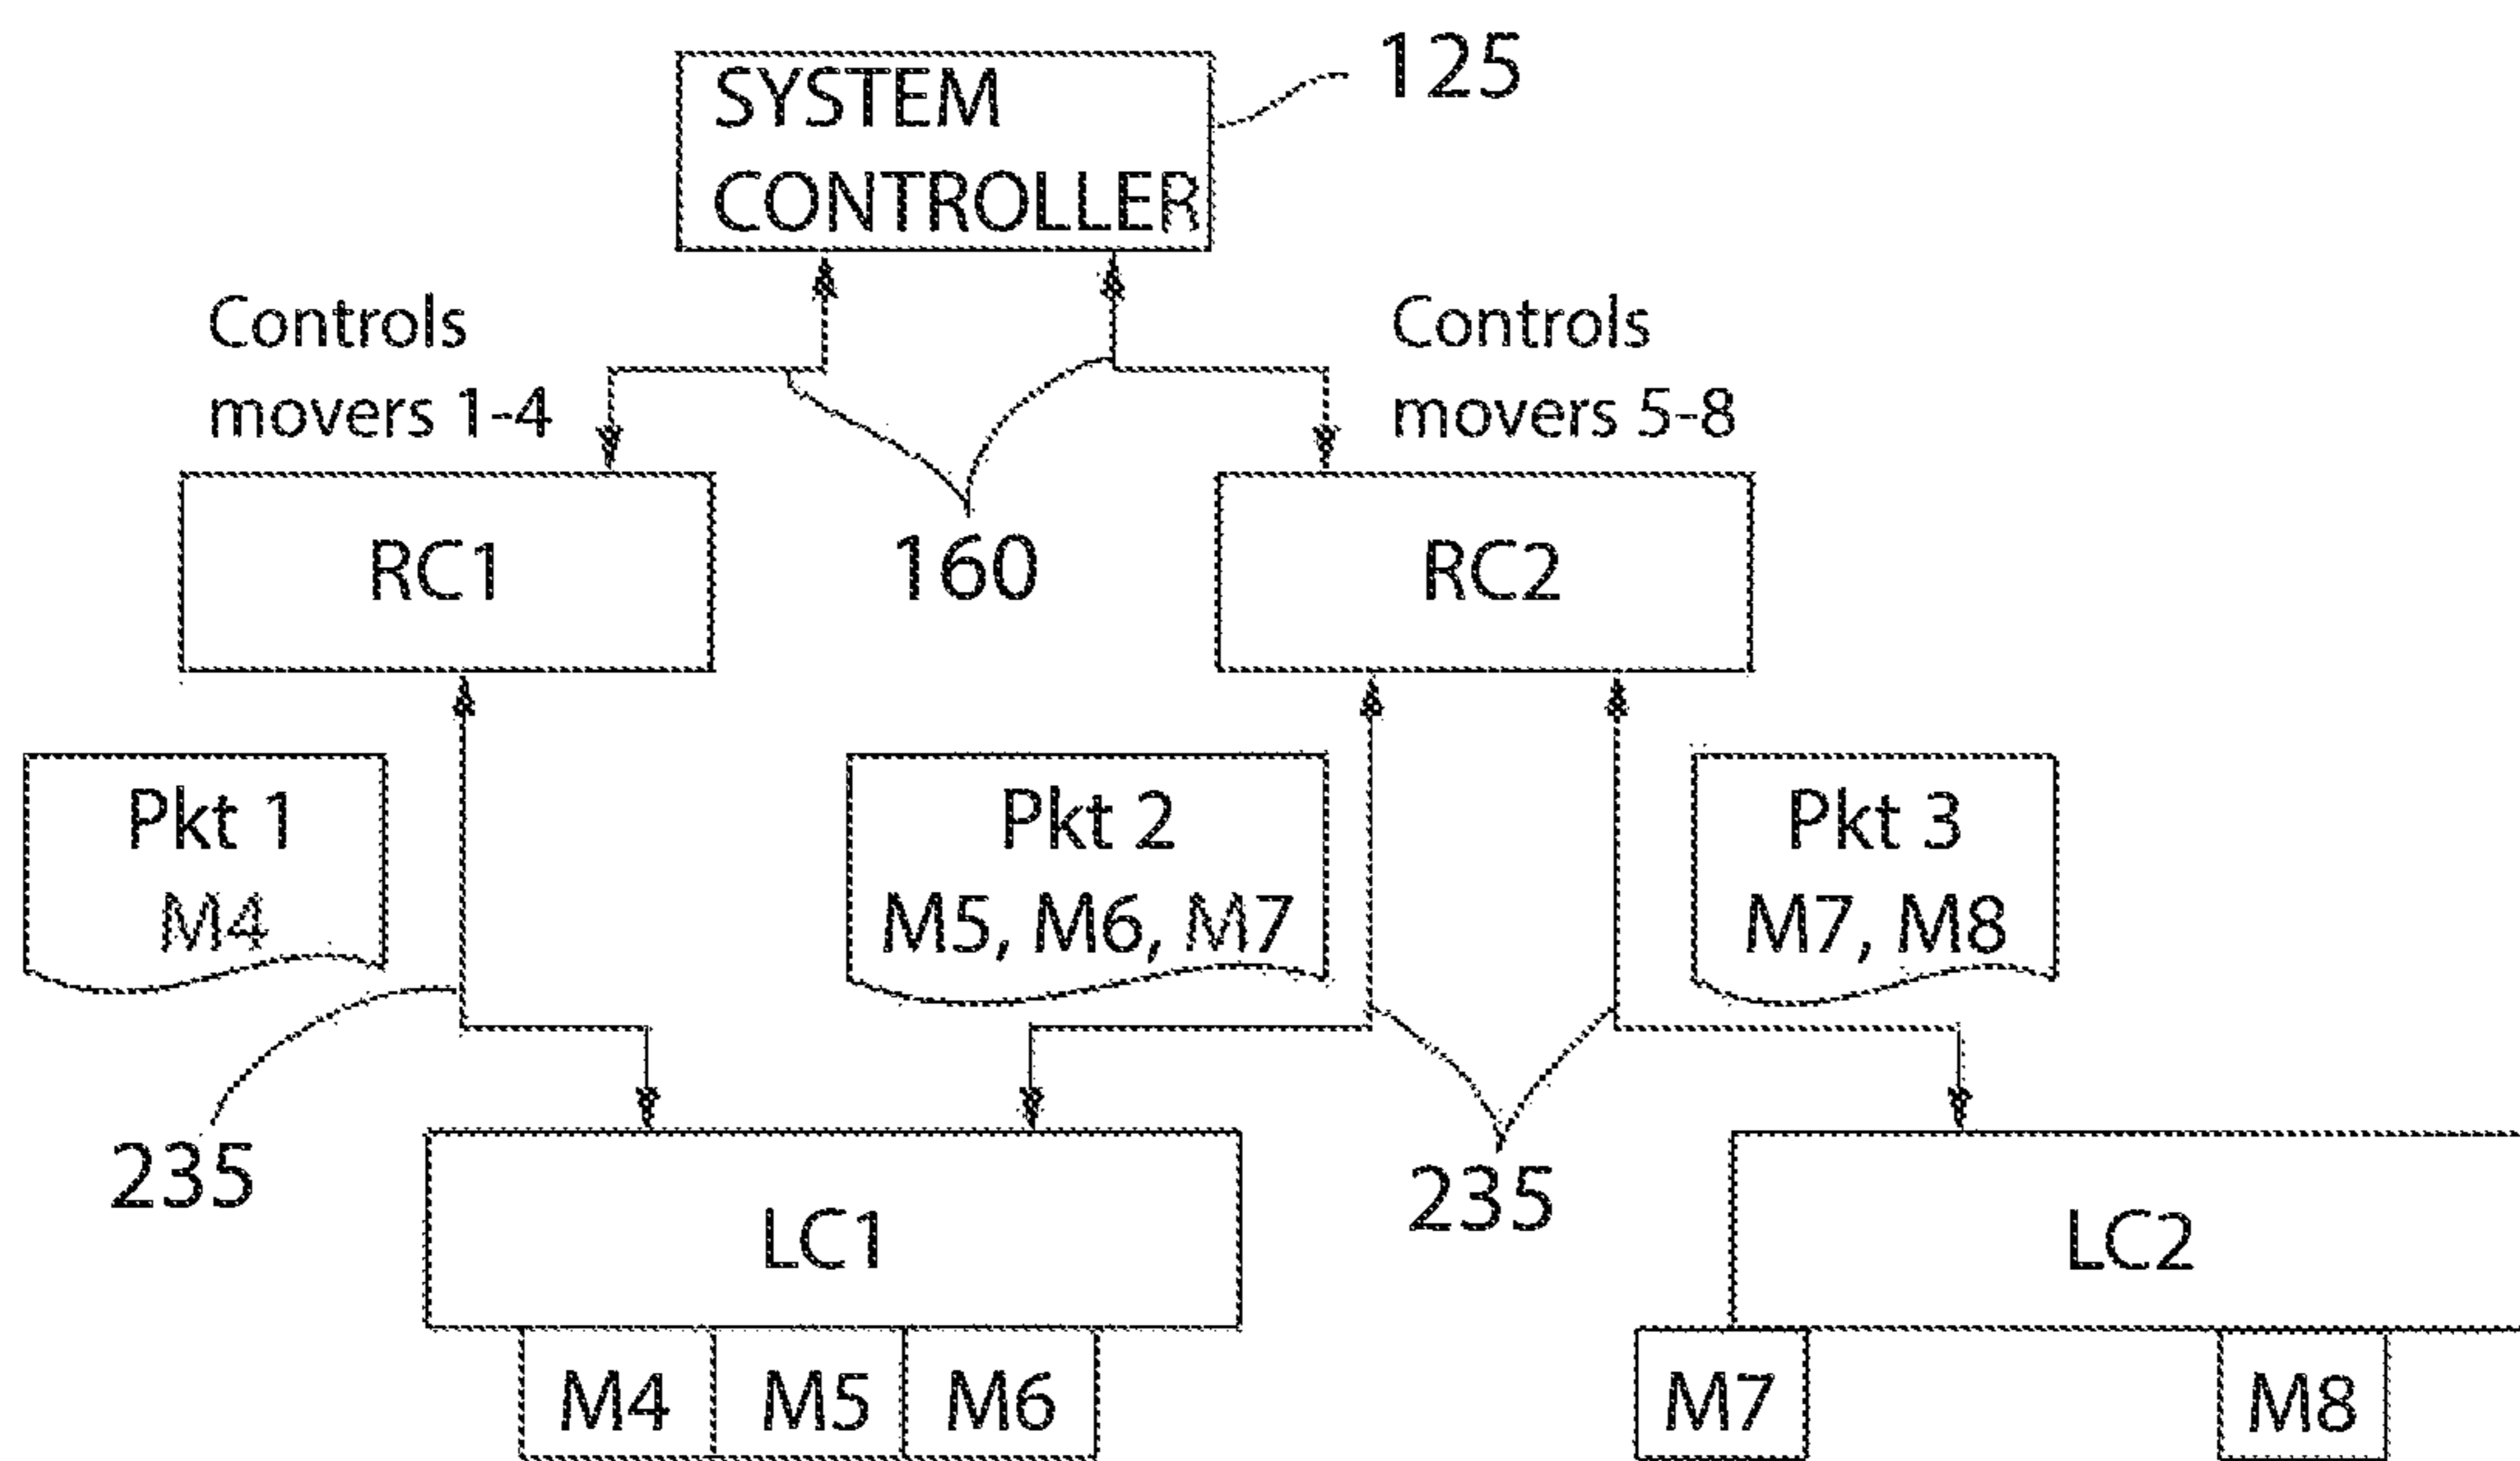 125
SYSTEM
CONTROLLER
Controls
movers 1-4
Controls
movers 5-8
RC1
160
RC2
Pkt 1
M4
Pkt 2
M5, M6, M7
Pkt 3
M7, M8
235
235
LC1
LC2
M4
M5
M6
M7
M8